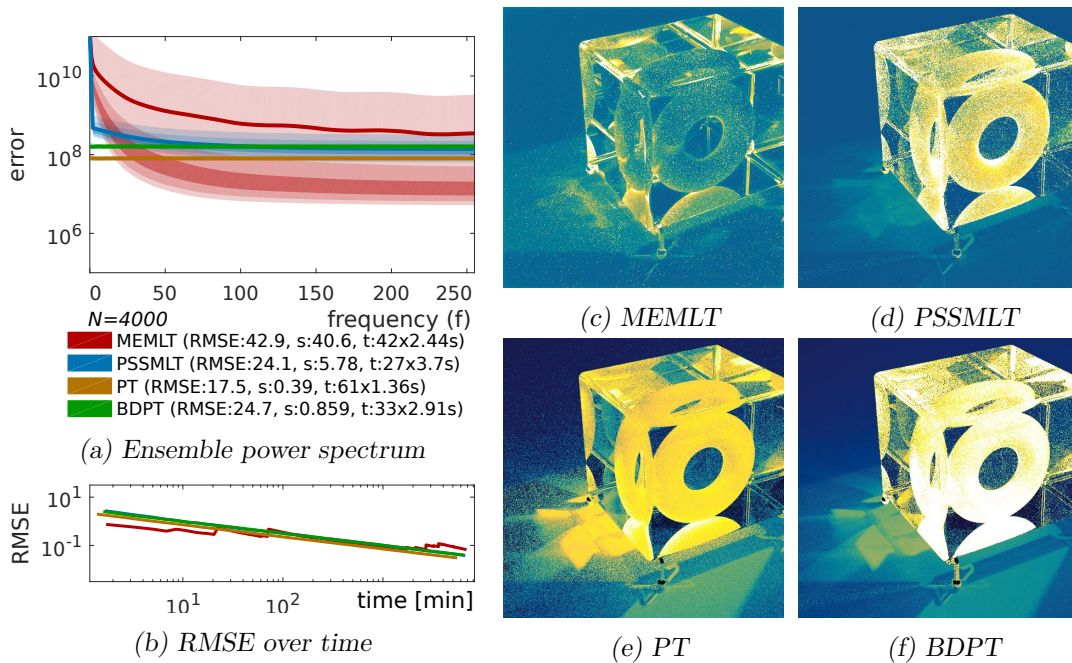 10^10
10^8
10^6
error
0 50 100 150 200 250
N=4000
frequency (f)
MEMLT (RMSE:42.9, s:40.6, t:42x2.44s)
PSSMLT (RMSE:24.1, s:5.78, t:27x3.7s)
PT (RMSE:17.5, s:0.39, t:61x1.36s)
BDPT (RMSE:24.7, s:0.859, t:33x2.91s)
(a) Ensemble power spectrum
10^1
10^-1
RMSE
10^1 10^2 time [min]
(b) RMSE over time
(c) MEMLT
(d) PSSMLT
(e) PT
(f) BDPT